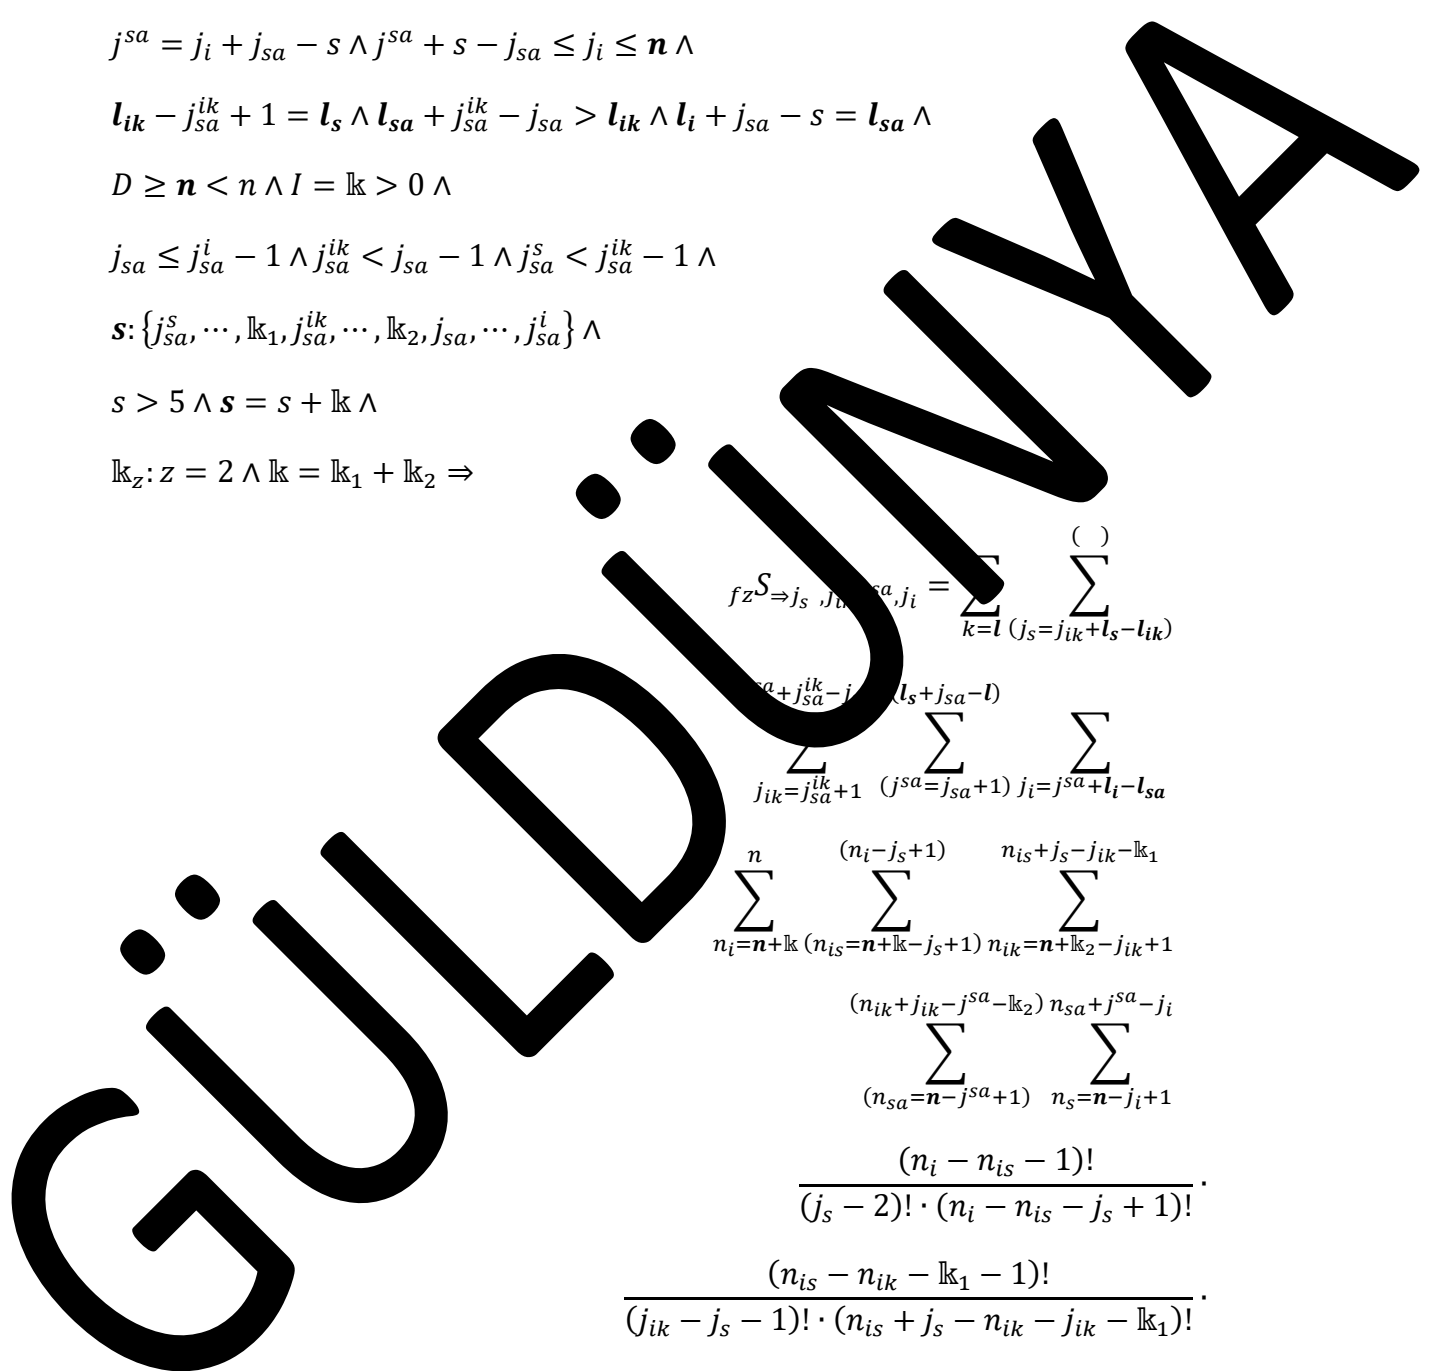 j^{sa} = j_i + j_{sa} − s ∧ j^{sa} + s − j_{sa} ≤ j_i ≤ 𝒏 ∧
𝒍_{𝒊𝒌} − j_{sa}^{ik} + 1 = 𝒍_𝒔 ∧ 𝒍_{𝒔𝒂} + j_{sa}^{ik} − j_{sa} > 𝒍_{𝒊𝒌} ∧ 𝒍_𝒊 + j_{sa} − s = 𝒍_{𝒔𝒂} ∧
D ≥ 𝒏 < n ∧ I = 𝕜 > 0 ∧
j_{sa} ≤ j_{sa}^{i} − 1 ∧ j_{sa}^{ik} < j_{sa} − 1 ∧ j_{sa}^{s} < j_{sa}^{ik} − 1 ∧
𝒔: {j_{sa}^{s}, ⋯, 𝕜_1, j_{sa}^{ik}, ⋯, 𝕜_2, j_{sa}, ⋯, j_{sa}^{i}} ∧
s > 5 ∧ 𝒔 = s + 𝕜 ∧
𝕜_z: z = 2 ∧ 𝕜 = 𝕜_1 + 𝕜_2 ⇒
( )
_{fz}S_{⇒j_s ,j_i ,j_i} = ∑ ∑
k=𝒍 (j_s=j_{ik}+𝒍_𝒔−𝒍_{𝒊𝒌})
+j_{sa}^{ik}−j (𝒍_𝒔+j_{sa}−𝒍)
∑ ∑ ∑
j_{ik}=j_{sa}^{ik}+1 (j^{sa}=j_{sa}+1) j_i=j^{sa}+𝒍_𝒊−𝒍_{𝒔𝒂}
n (n_i−j_s+1) n_{is}+j_s−j_{ik}−𝕜_1
∑ ∑ ∑
n_i=𝒏+𝕜 (n_{is}=𝒏+𝕜−j_s+1) n_{ik}=𝒏+𝕜_2−j_{ik}+1
(n_{ik}+j_{ik}−j^{sa}−𝕜_2) n_{sa}+j^{sa}−j_i
∑ ∑
(n_{sa}=𝒏−j^{sa}+1) n_s=𝒏−j_i+1
(n_i − n_{is} − 1)!
(j_s − 2)! · (n_i − n_{is} − j_s + 1)! ·
(n_{is} − n_{ik} − 𝕜_1 − 1)!
(j_{ik} − j_s − 1)! · (n_{is} + j_s − n_{ik} − j_{ik} − 𝕜_1)! ·
GÜLDÜNYA